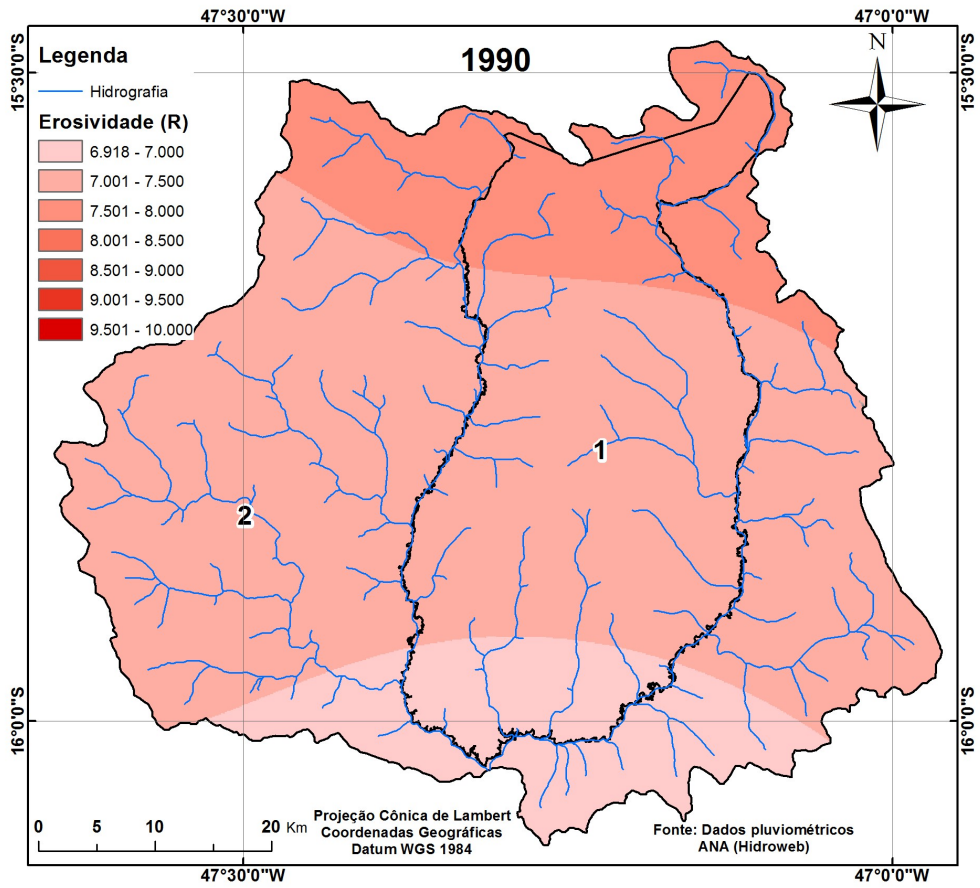 47°30'0"W
47°0'0"W
Legenda
1990
N
15°30'0"S
15°30'0"S
Hidrografia
Erosividade (R)
6.918 - 7.000
7.001 - 7.500
7.501 - 8.000
8.001 - 8.500
8.501 - 9.000
9.001 - 9.500
9.501 - 10.000
1
2
16°0'0"S
16°0'0"S
0 5 10 20 Km
Projeção Cônica de Lambert
Coordenadas Geográficas
Datum WGS 1984
Fonte: Dados pluviométricos
ANA (Hidroweb)
47°30'0"W
47°0'0"W